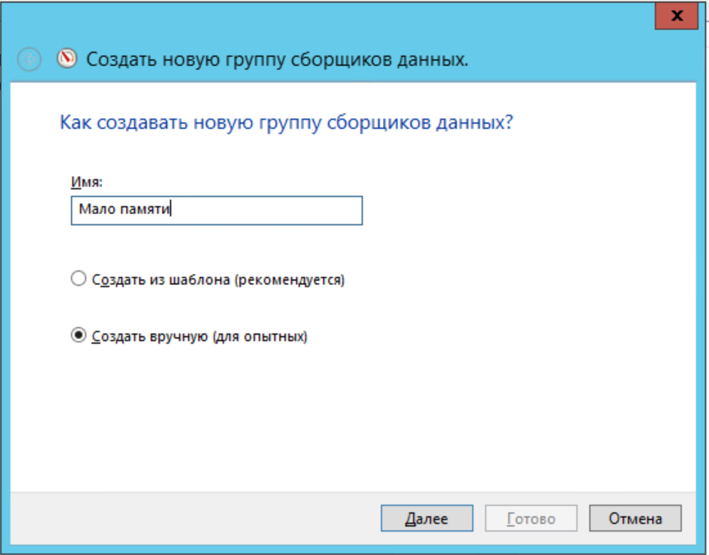 Создать новую группу сборщиков данных.
Как создавать новую группу сборщиков данных?
Имя:
Мало памяти
Создать из шаблона (рекомендуется)
Создать вручную (для опытных)
Далее Готово Отмена